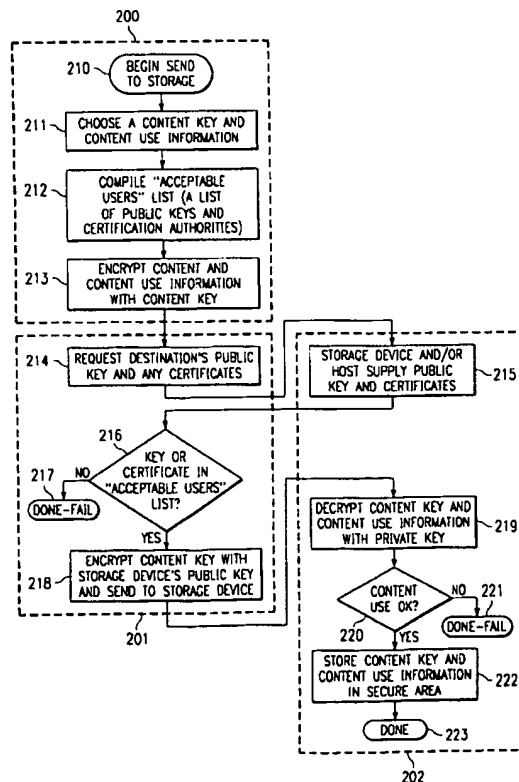 200
210
BEGIN SEND
TO STORAGE
211
CHOOSE A CONTENT KEY AND
CONTENT USE INFORMATION
212
COMPILE "ACCEPTABLE
USERS" LIST (A LIST
OF PUBLIC KEYS AND
CERTIFICATION AUTHORITIES)
213
ENCRYPT CONTENT AND
CONTENT USE INFORMATION
WITH CONTENT KEY
214
REQUEST DESTINATION'S PUBLIC
KEY AND ANY CERTIFICATES
STORAGE DEVICE AND/OR
HOST SUPPLY PUBLIC
KEY AND CERTIFICATES
215
216
KEY OR
CERTIFICATE IN
"ACCEPTABLE USERS"
LIST?
217
NO
DONE-FAIL
YES
218
ENCRYPT CONTENT KEY WITH
STORAGE DEVICE'S PUBLIC KEY
AND SEND TO STORAGE DEVICE
201
DECRYPT CONTENT KEY AND
CONTENT USE INFORMATION
WITH PRIVATE KEY
219
CONTENT
USE OK?
220
NO
221
DONE-FAIL
YES
STORE CONTENT KEY AND
CONTENT USE INFORMATION
IN SECURE AREA
222
DONE
223
202